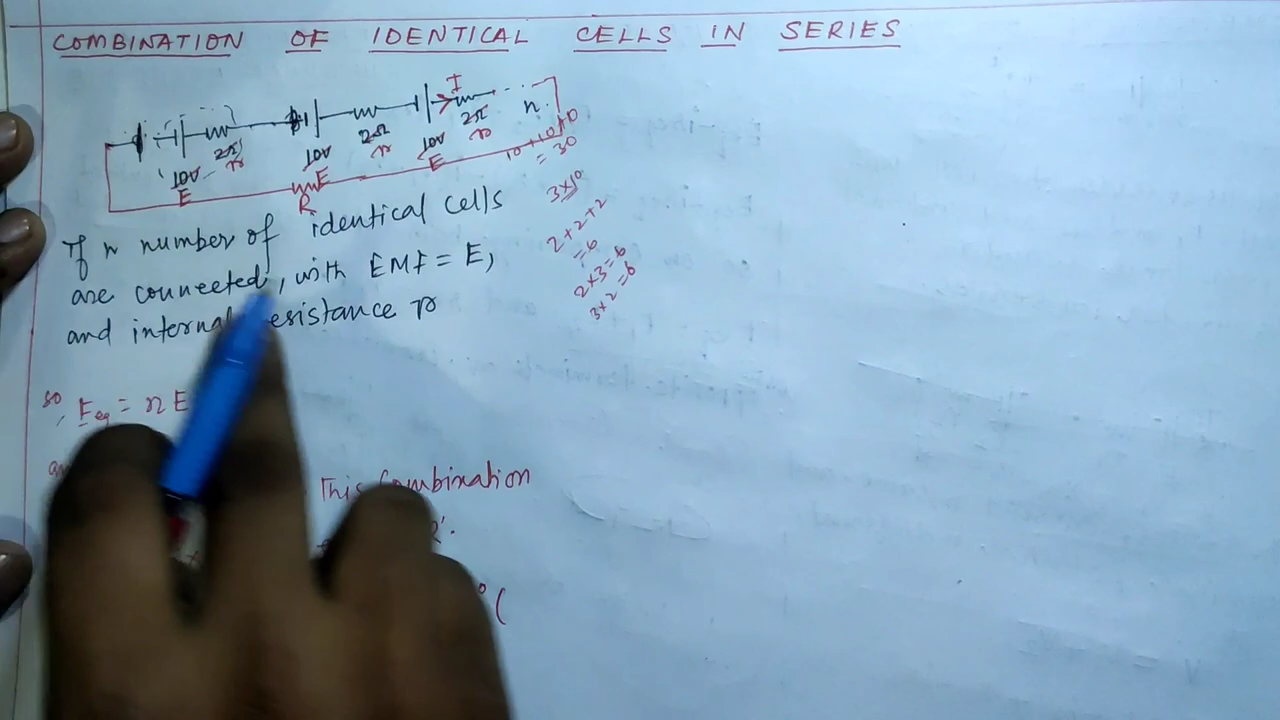 COMBINATION OF IDENTICAL CELLS IN SERIES
I
2Ω 2Ω 2Ω n
r r r
10V 10V 10V
E E E
R
10+10+10
= 30
3×10
2+2+2
= 6
2×3=6
3×2=6
If n number of identical cells
are connected, with EMF = E,
and internal resistance r
so, Eeq = n E
This Combination